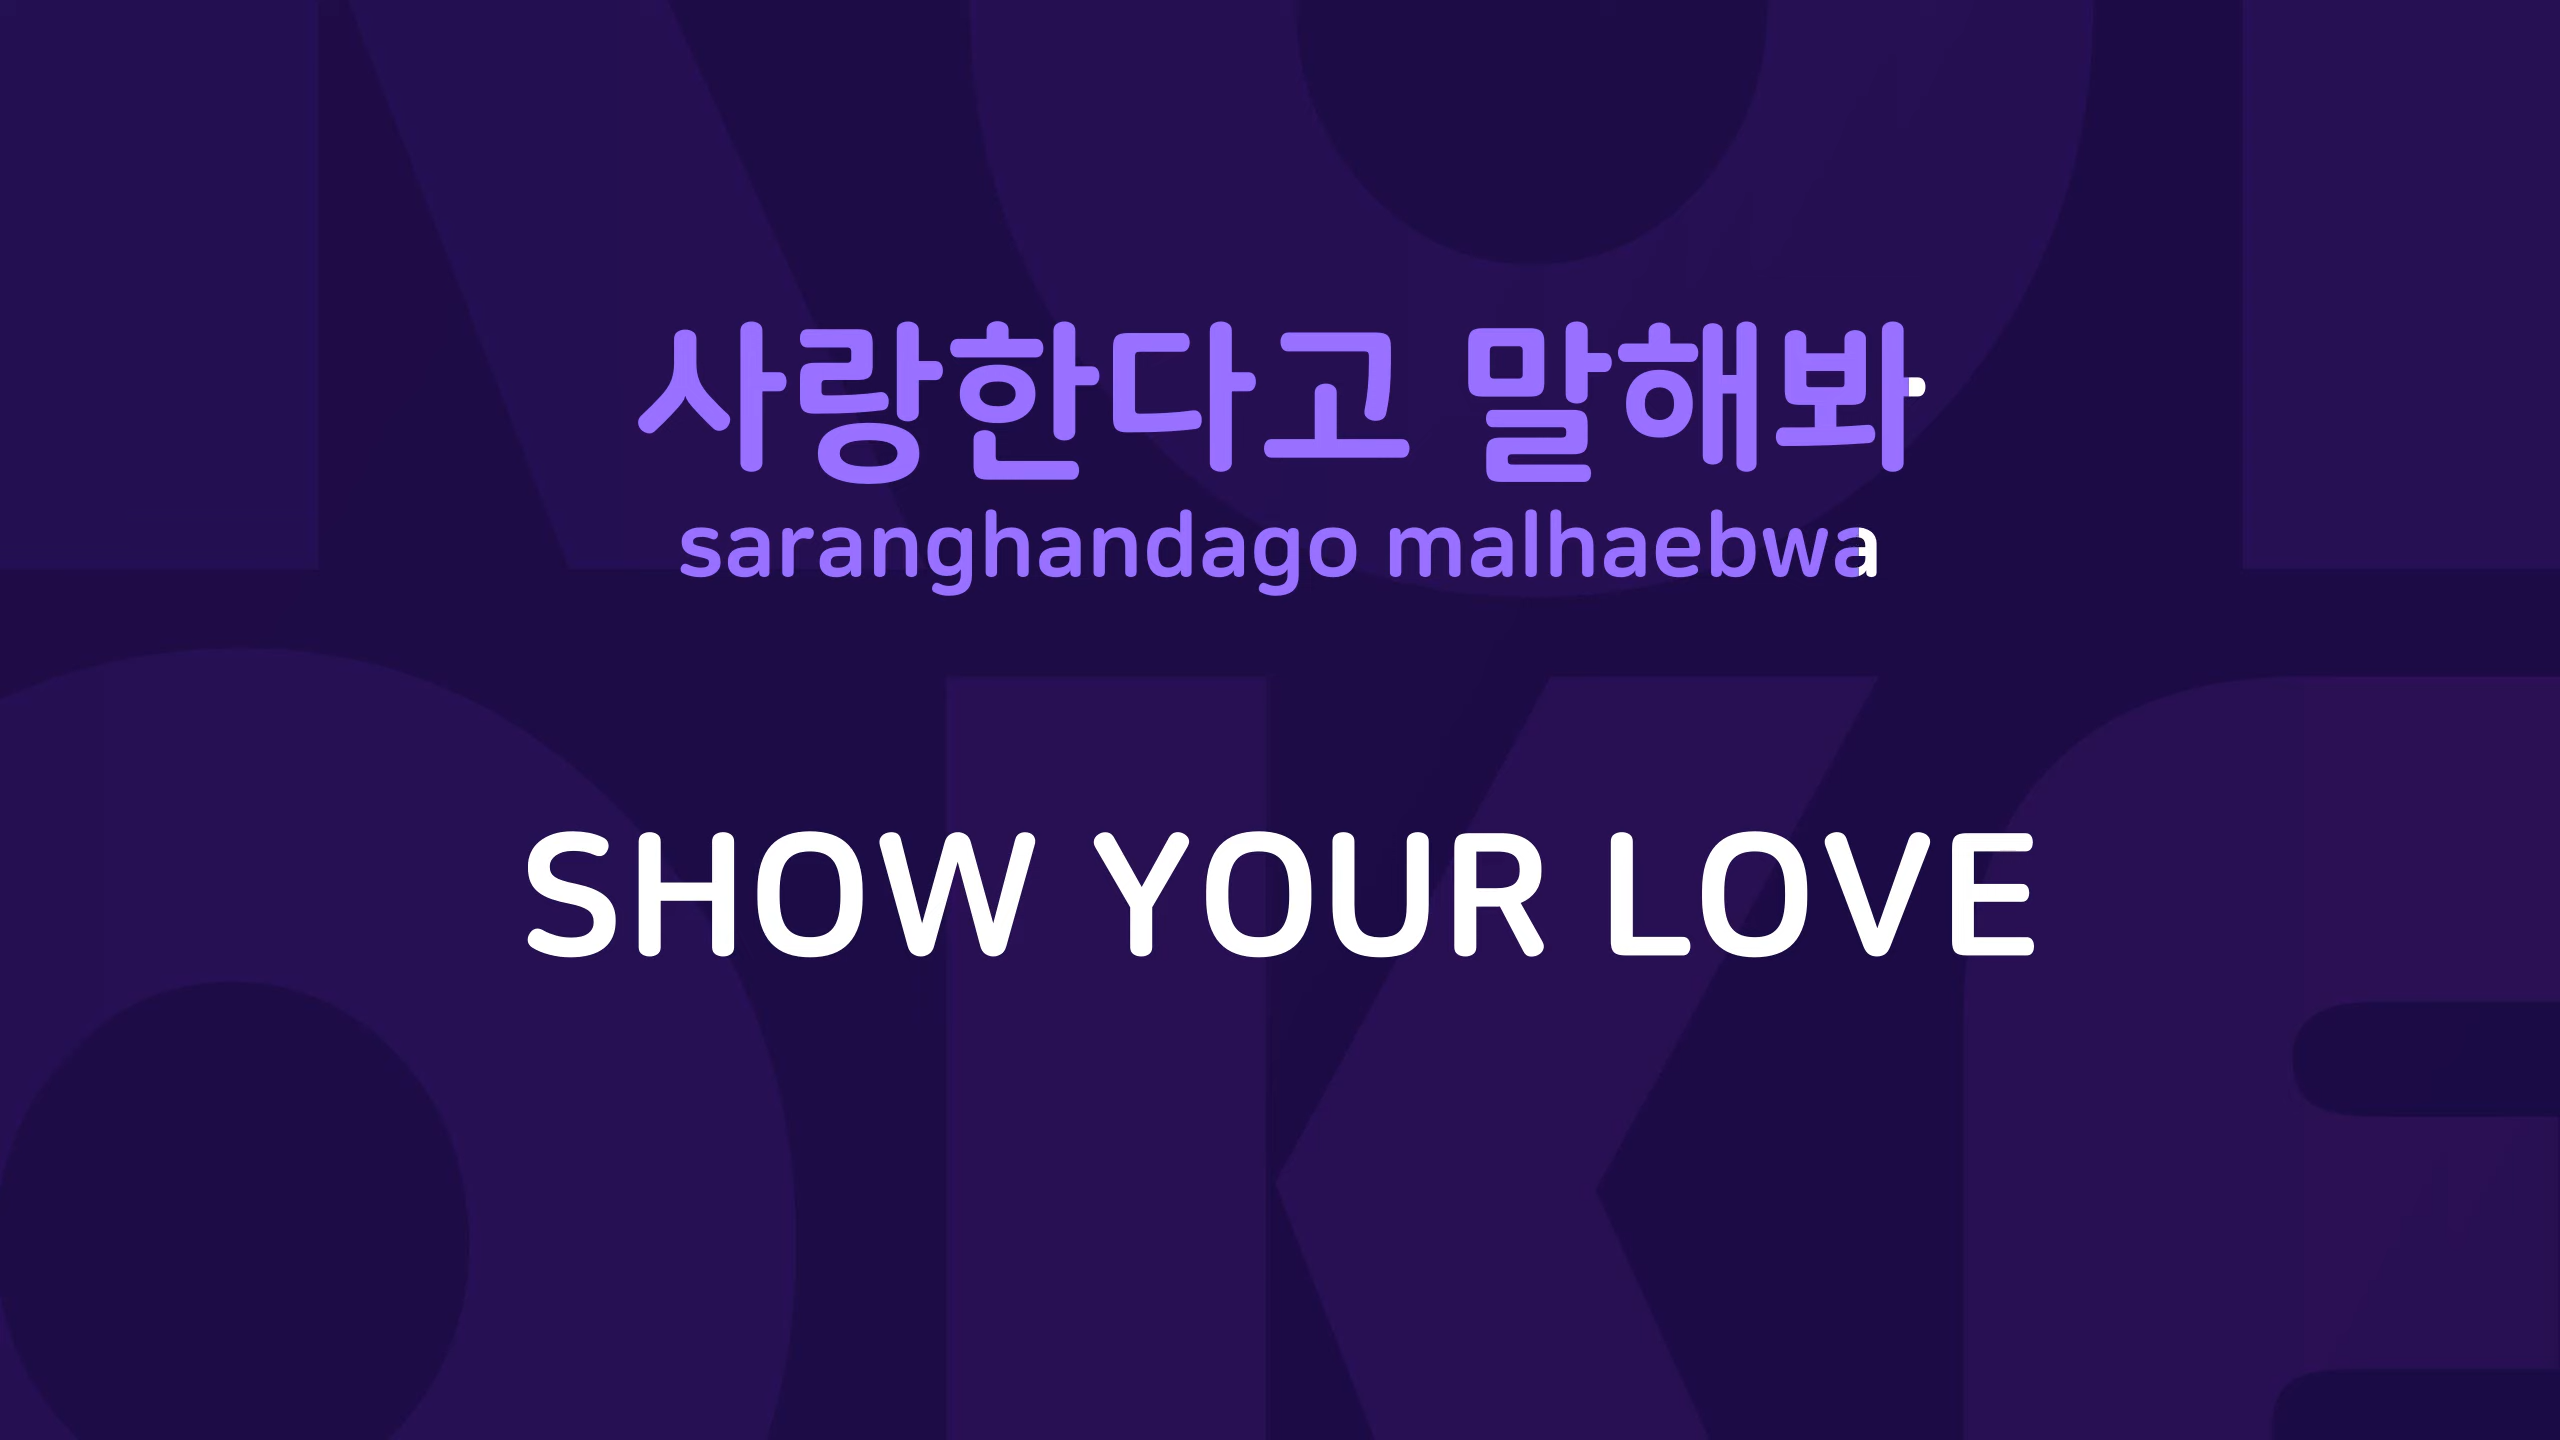 사랑한다고 말해봐
saranghandago malhaebwa
SHOW YOUR LOVE